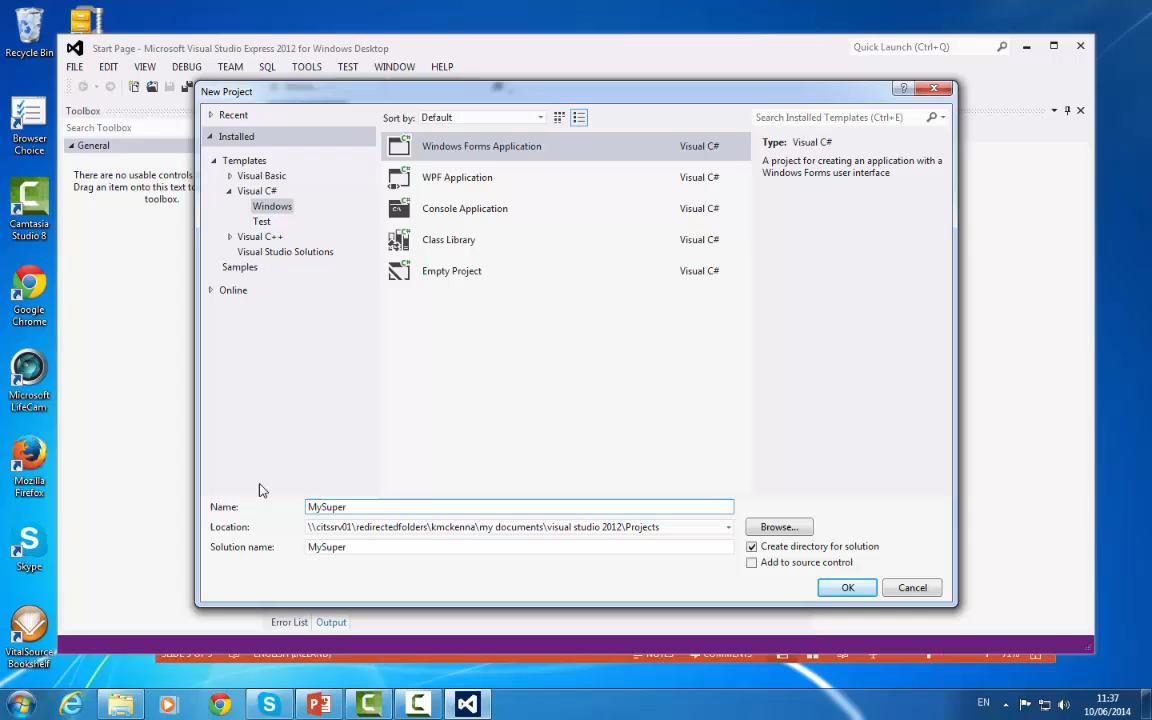 Recycle Bin
Browser
Choice
Camtasia
Studio 8
Google
Chrome
Microsoft
LifeCam
Mozilla
Firefox
Skype
VitalSource
Bookshelf
Start Page - Microsoft Visual Studio Express 2012 for Windows Desktop
Quick Launch (Ctrl+Q)
FILE EDIT VIEW DEBUG TEAM SQL TOOLS TEST WINDOW HELP
Toolbox
Search Toolbox
General
There are no usable controls
Drag an item onto this text to
toolbox.
New Project
Recent
Installed
Templates
Visual Basic
Visual C#
Windows
Test
Visual C++
Visual Studio Solutions
Samples
Online
Sort by: Default
Search Installed Templates (Ctrl+E)
Windows Forms Application Visual C#
WPF Application Visual C#
Console Application Visual C#
Class Library Visual C#
Empty Project Visual C#
Type: Visual C#
A project for creating an application with a
Windows Forms user interface
Name: MySuper
Location: \\citssrv01\redirectedfolders\kmckenna\my documents\visual studio 2012\Projects
Browse...
Solution name: MySuper
Create directory for solution
Add to source control
OK Cancel
Error List Output
EN
11:37
10/06/2014